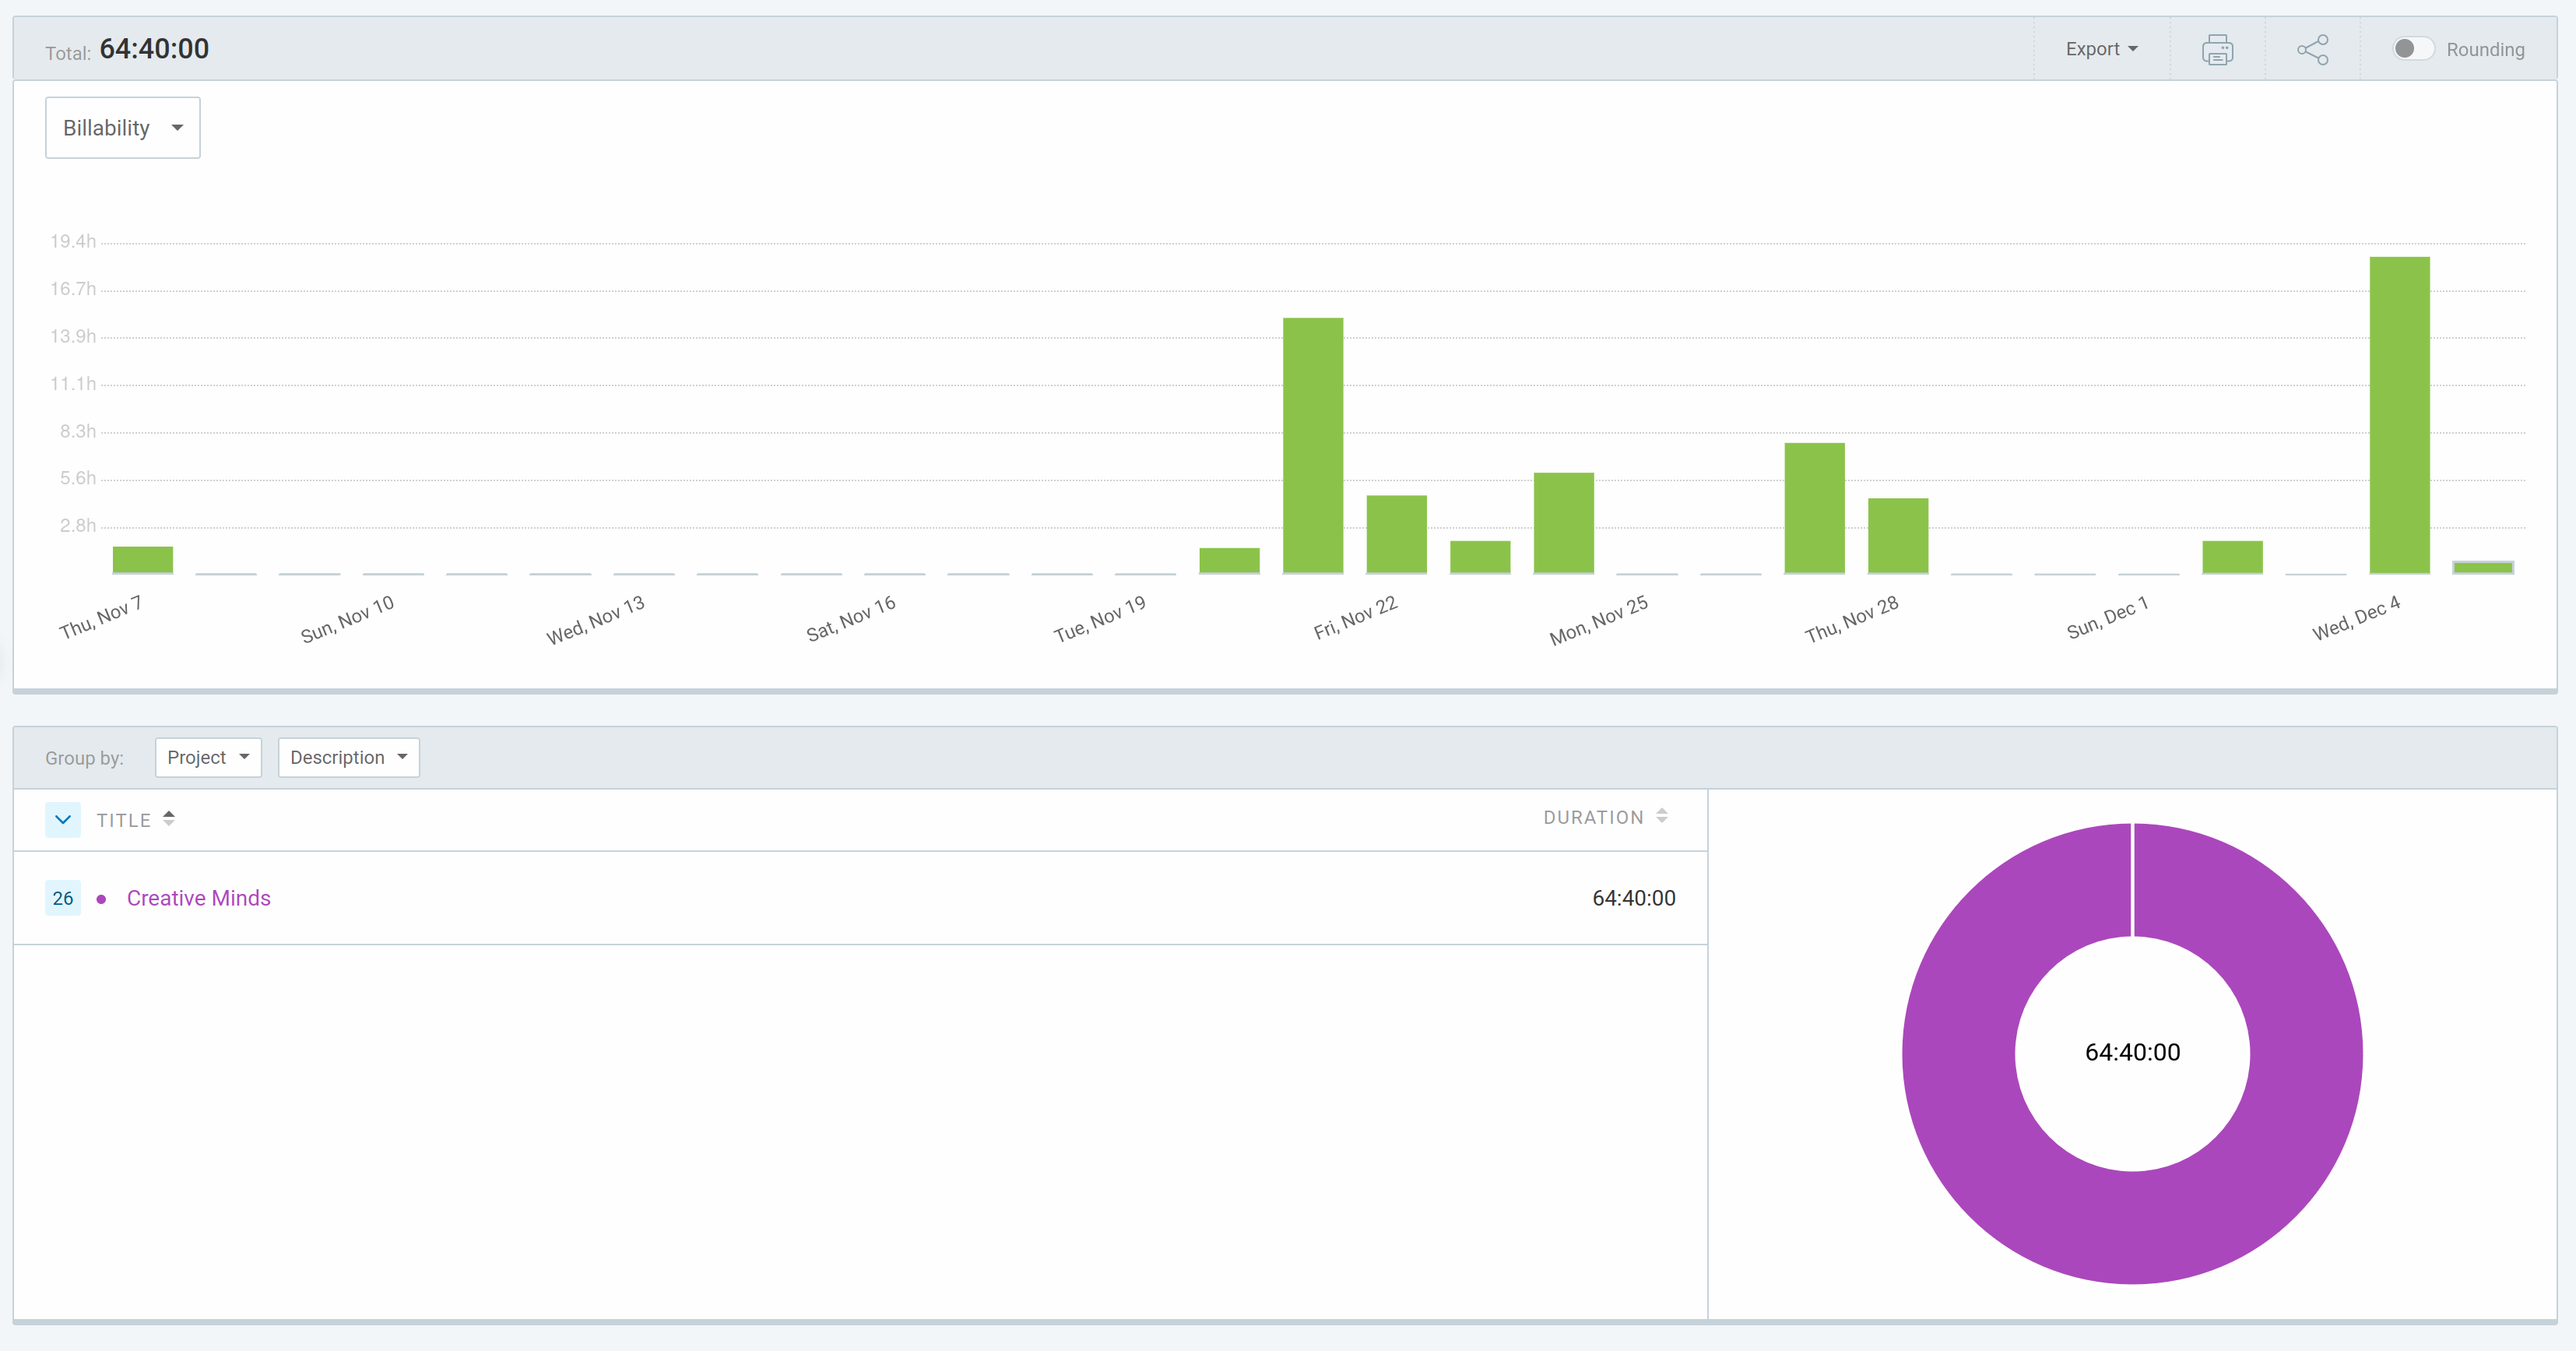 Total: 64:40:00 Export Rounding
Billability
19.4h
16.7h
13.9h
11.1h
8.3h
5.6h
2.8h
Thu, Nov 7 Sun, Nov 10 Wed, Nov 13 Sat, Nov 16 Tue, Nov 19 Fri, Nov 22 Mon, Nov 25 Thu, Nov 28 Sun, Dec 1 Wed, Dec 4
Group by: Project Description
TITLE DURATION
26 Creative Minds 64:40:00
64:40:00